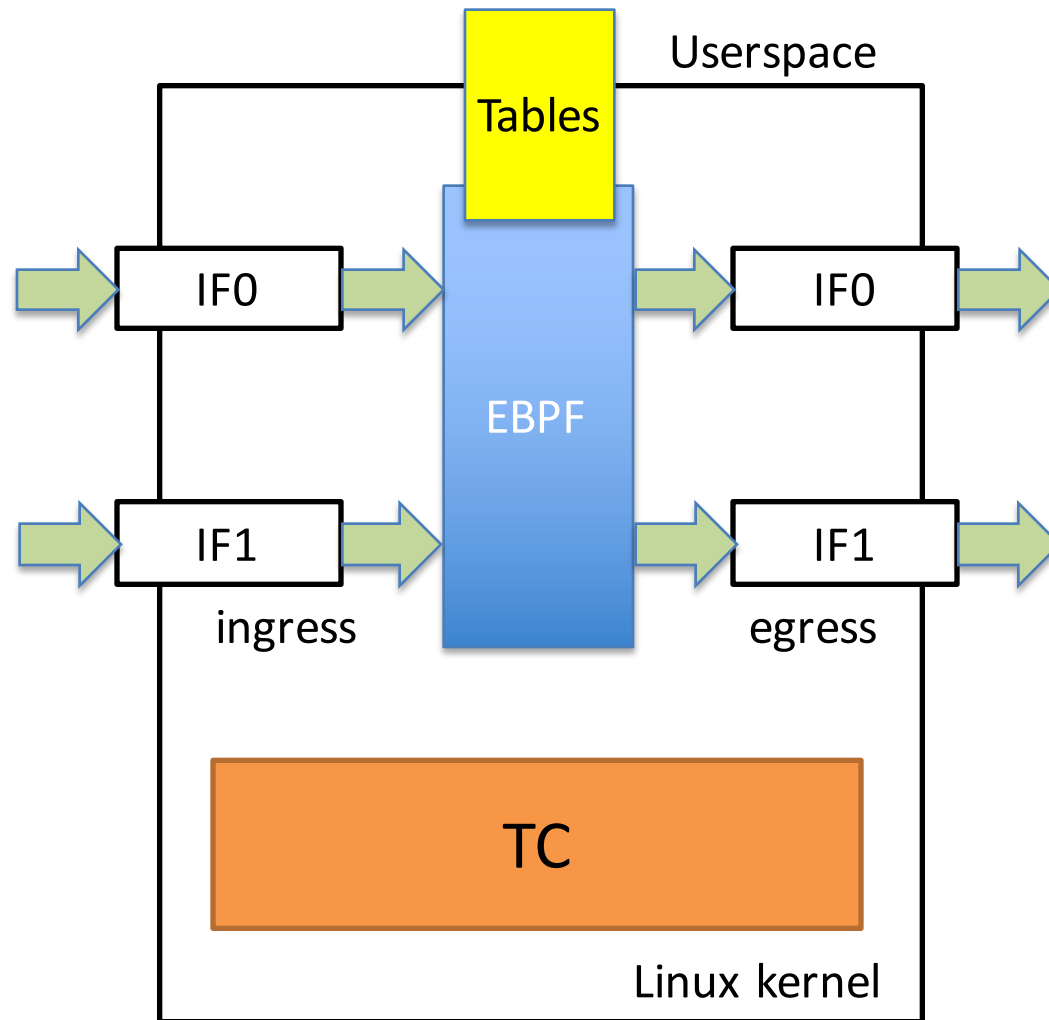 Userspace
Tables
IF0
IF0
EBPF
IF1
IF1
ingress
egress
TC
Linux kernel